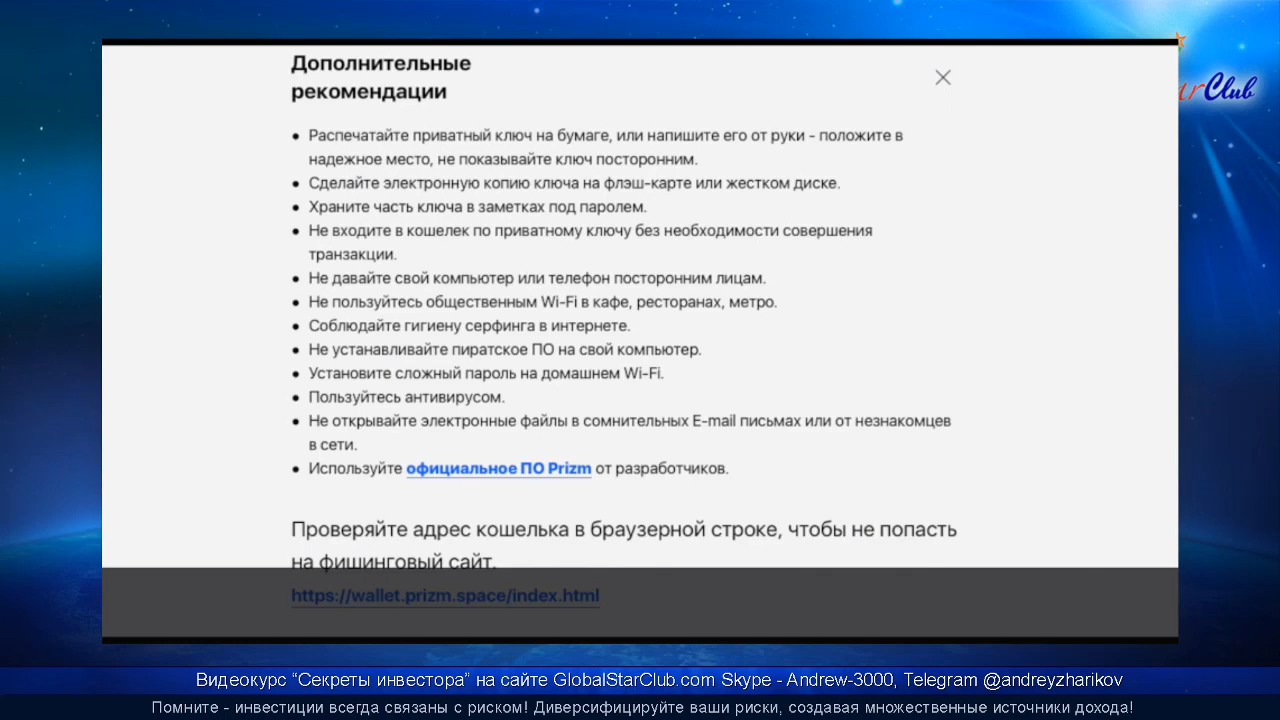 Дополнительные
рекомендации
● Распечатайте приватный ключ на бумаге, или напишите его от руки - положите в
надежное место, не показывайте ключ посторонним.
● Сделайте электронную копию ключа на флэш-карте или жестком диске.
● Храните часть ключа в заметках под паролем.
● Не входите в кошелек по приватному ключу без необходимости совершения
транзакции.
● Не давайте свой компьютер или телефон посторонним лицам.
● Не пользуйтесь общественным Wi-Fi в кафе, ресторанах, метро.
● Соблюдайте гигиену серфинга в интернете.
● Не устанавливайте пиратское ПО на свой компьютер.
● Установите сложный пароль на домашнем Wi-Fi.
● Пользуйтесь антивирусом.
● Не открывайте электронные файлы в сомнительных E-mail письмах или от незнакомцев
в сети.
● Используйте официальное ПО Prizm от разработчиков.
Проверяйте адрес кошелька в браузерной строке, чтобы не попасть
на фишинговый сайт.
https://wallet.prizm.space/index.html
ar Club
Видеокурс “Секреты инвестора” на сайте GlobalStarClub.com Skype - Andrew-3000, Telegram @andreyzharikov
Помните - инвестиции всегда связаны с риском! Диверсифицируйте ваши риски, создавая множественные источники дохода!